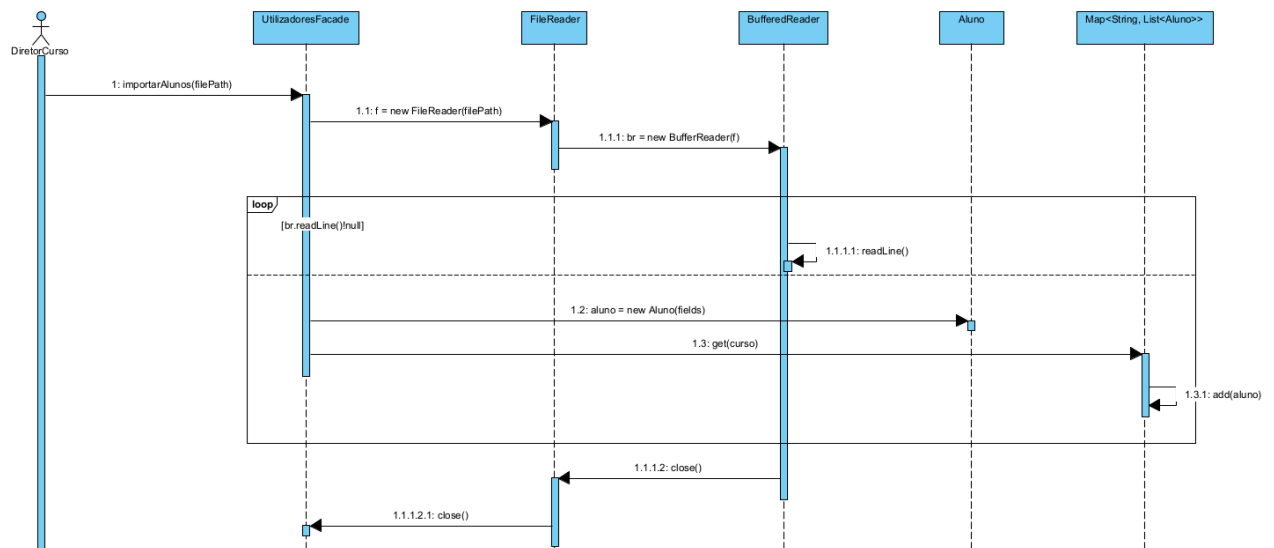 DiretorCurso
UtilizadoresFacade
FileReader
BufferedReader
Aluno
Map<String, List<Aluno>>
1: importarAlunos(filePath)
1.1: f = new FileReader(filePath)
1.1.1: br = new BufferReader(f)
loop
[br.readLine()!null]
1.1.1.1: readLine()
1.2: aluno = new Aluno(fields)
1.3: get(curso)
1.3.1: add(aluno)
1.1.1.2: close()
1.1.1.2.1: close()